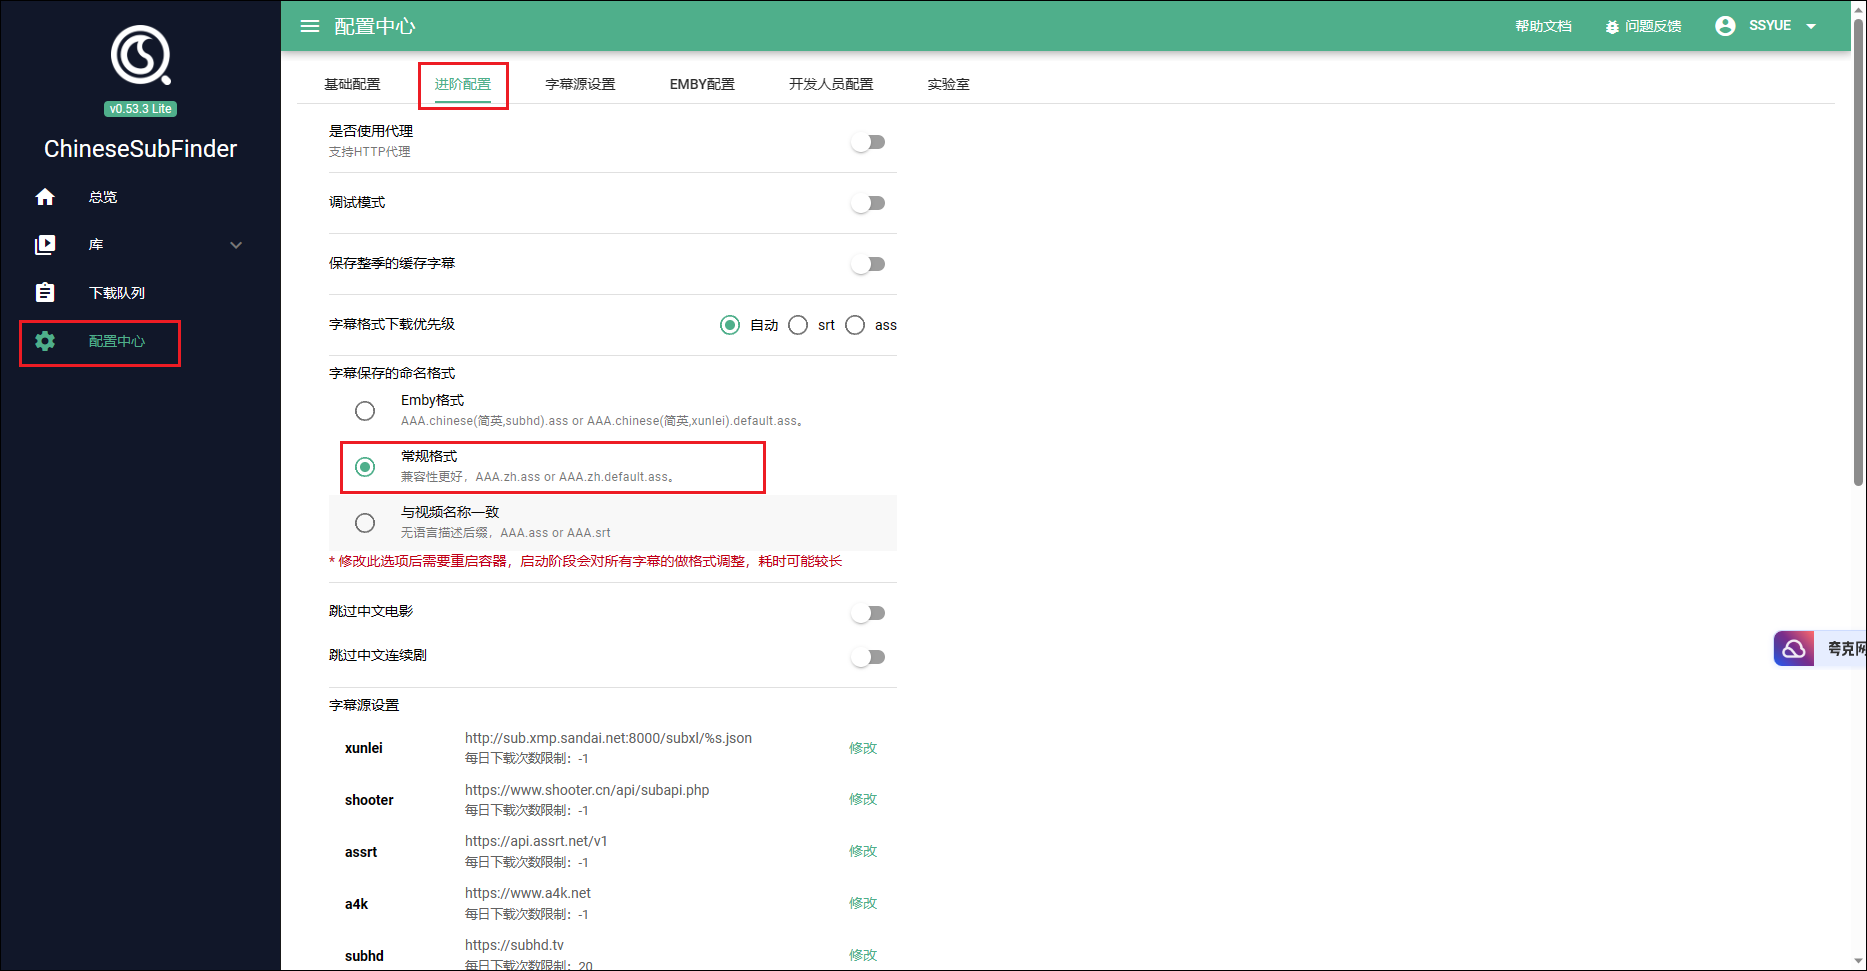 配置中心
帮助文档
问题反馈
SSYUE
v0.53.3 Lite
ChineseSubFinder
总览
库
下载队列
配置中心
基础配置
进阶配置
字幕源设置
EMBY配置
开发人员配置
实验室
是否使用代理
支持HTTP代理
调试模式
保存整季的缓存字幕
字幕格式下载优先级
自动
srt
ass
字幕保存的命名格式
Emby格式
AAA.chinese(简英,subhd).ass or AAA.chinese(简英,xunlei).default.ass。
常规格式
兼容性更好，AAA.zh.ass or AAA.zh.default.ass。
与视频名称一致
无语言描述后缀，AAA.ass or AAA.srt
* 修改此选项后需要重启容器，启动阶段会对所有字幕的做格式调整，耗时可能较长
跳过中文电影
跳过中文连续剧
字幕源设置
xunlei
http://sub.xmp.sandai.net:8000/subxl/%s.json
每日下载次数限制：-1
修改
shooter
https://www.shooter.cn/api/subapi.php
每日下载次数限制：-1
修改
assrt
https://api.assrt.net/v1
每日下载次数限制：-1
修改
a4k
https://www.a4k.net
每日下载次数限制：-1
修改
subhd
https://subhd.tv
每日下载次数限制：20
修改
夸克网